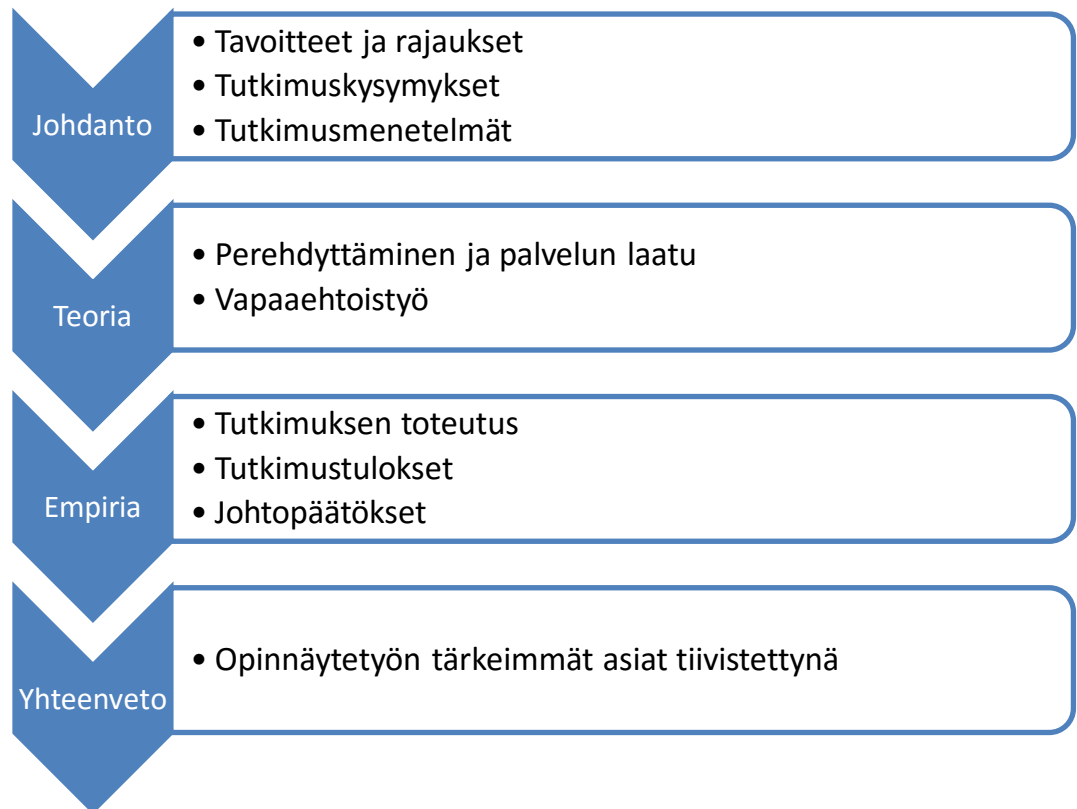 Johdanto
• Tavoitteet ja rajaukset
• Tutkimuskysymykset
• Tutkimusmenetelmät
Teoria
• Perehdyttäminen ja palvelun laatu
• Vapaaehtoistyö
Empiria
• Tutkimuksen toteutus
• Tutkimustulokset
• Johtopäätökset
Yhteenveto
• Opinnäytetyön tärkeimmät asiat tiivistettynä